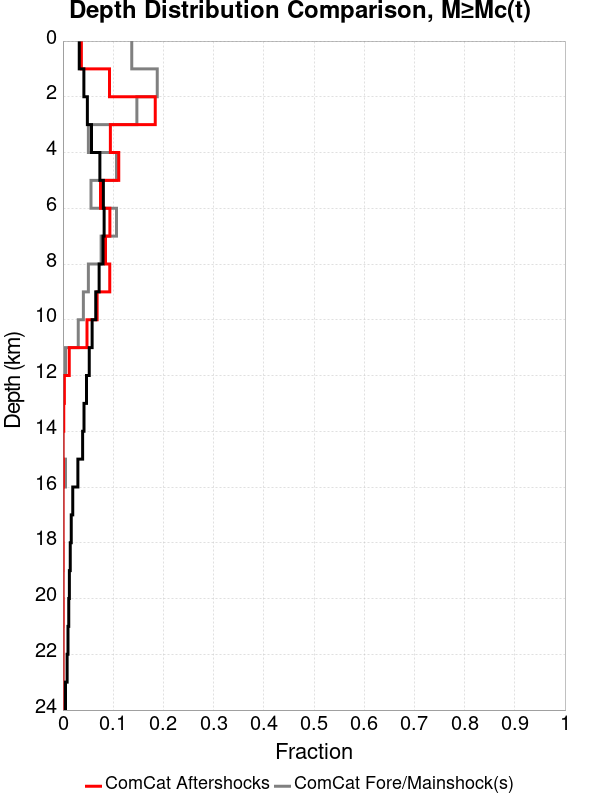 Depth Distribution Comparison, M≥Mc(t)
0
2
4
6
8
10
12
14
16
18
20
22
24
Depth (km)
0 0.1 0.2 0.3 0.4 0.5 0.6 0.7 0.8 0.9 1
Fraction
ComCat Aftershocks ComCat Fore/Mainshock(s)